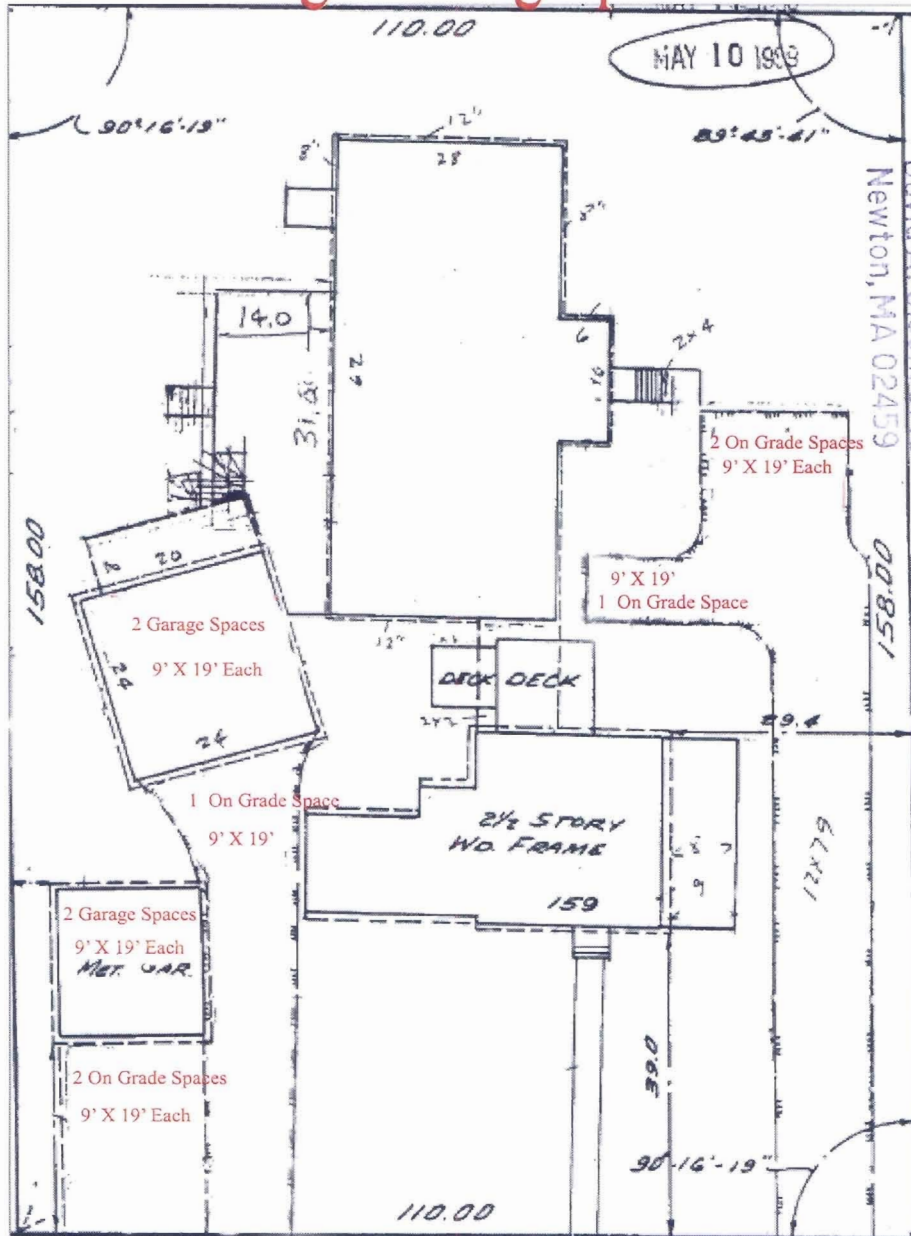 110.00
MAY 10 1999
90°16'-19"
89°43'-41"
Newton, MA 02459
12"
28
8"
8"
14.0
6
2x4
62
31.0
2 On Grade Spaces
9' X 19' Each
158.00
158.00
8
20
9' X 19'
1 On Grade Space
2 Garage Spaces
9' X 19' Each
12"
24
24
DECK DECK
2x2
1 On Grade Space
9' X 19'
2½ STORY
WD. FRAME
159
12x79
2 Garage Spaces
9' X 19' Each
MET. GAR.
39.0
2 On Grade Spaces
9' X 19' Each
90-16'-19"
110.00